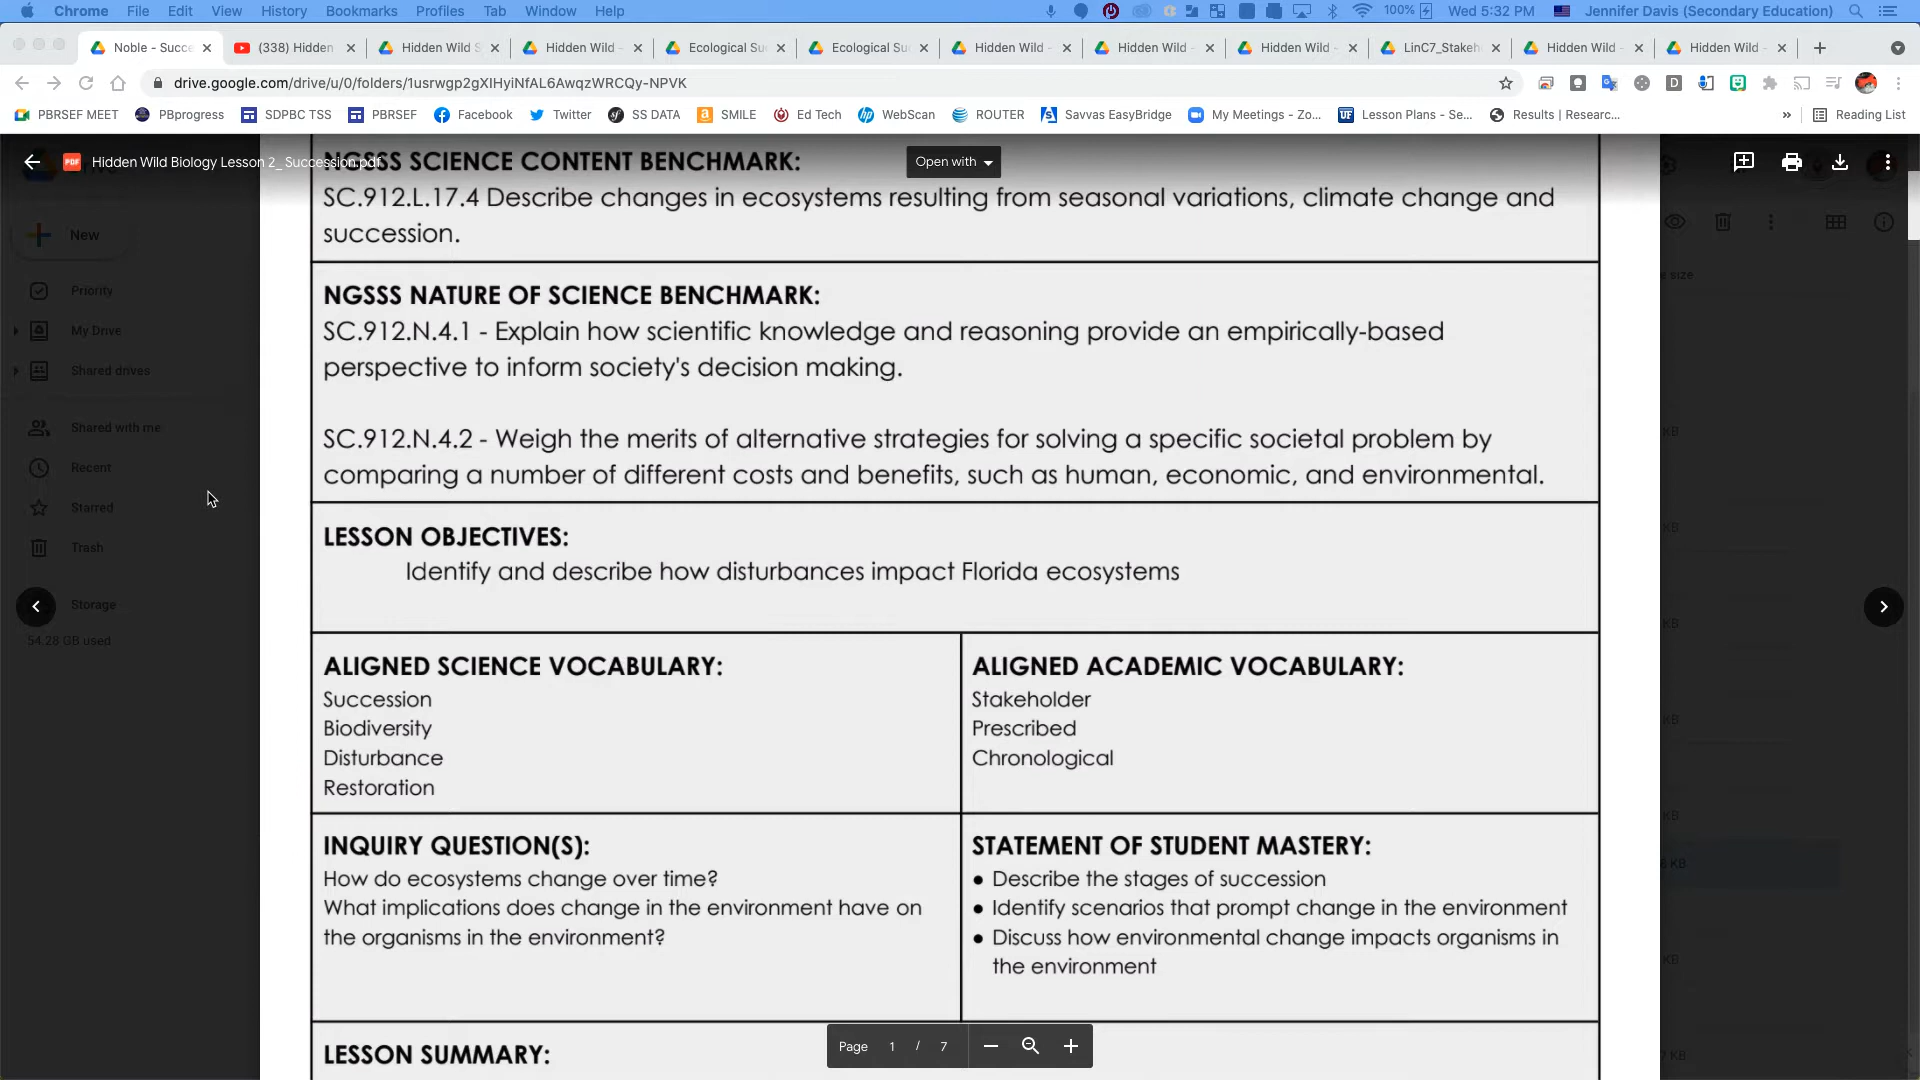 Chrome File Edit View History Bookmarks Profiles Tab Window Help 100% Wed 5:32 PM Jennifer Davis (Secondary Education)
Noble - Succe (338) Hidden Hidden Wild S Hidden Wild - Ecological Su Ecological Su Hidden Wild - Hidden Wild - Hidden Wild - LinC7_Stakeh Hidden Wild - Hidden Wild -
drive.google.com/drive/u/0/folders/1usrwgp2gXIHyiNfAL6AwqzWRCQy-NPVK
PBRSEF MEET PBprogress SDPBC TSS PBRSEF Facebook Twitter SS DATA SMILE Ed Tech WebScan ROUTER Savvas EasyBridge My Meetings - Zo... Lesson Plans - Se... Results | Researc... » Reading List
PDF Hidden Wild Biology Lesson 2_ Succession.pdf Open with
NGSSS SCIENCE CONTENT BENCHMARK:
SC.912.L.17.4 Describe changes in ecosystems resulting from seasonal variations, climate change and
succession.
NGSSS NATURE OF SCIENCE BENCHMARK:
SC.912.N.4.1 - Explain how scientific knowledge and reasoning provide an empirically-based
perspective to inform society's decision making.
SC.912.N.4.2 - Weigh the merits of alternative strategies for solving a specific societal problem by
comparing a number of different costs and benefits, such as human, economic, and environmental.
LESSON OBJECTIVES:
Identify and describe how disturbances impact Florida ecosystems
ALIGNED SCIENCE VOCABULARY:
Succession
Biodiversity
Disturbance
Restoration
ALIGNED ACADEMIC VOCABULARY:
Stakeholder
Prescribed
Chronological
INQUIRY QUESTION(S):
How do ecosystems change over time?
What implications does change in the environment have on
the organisms in the environment?
STATEMENT OF STUDENT MASTERY:
• Describe the stages of succession
• Identify scenarios that prompt change in the environment
• Discuss how environmental change impacts organisms in
the environment
LESSON SUMMARY:
Page 1 / 7
New
Priority
My Drive
Shared drives
Shared with me
Recent
Starred
Trash
Storage
54.28 GB used
size
KB
KB
KB
KB
KB
KB
KB
KB